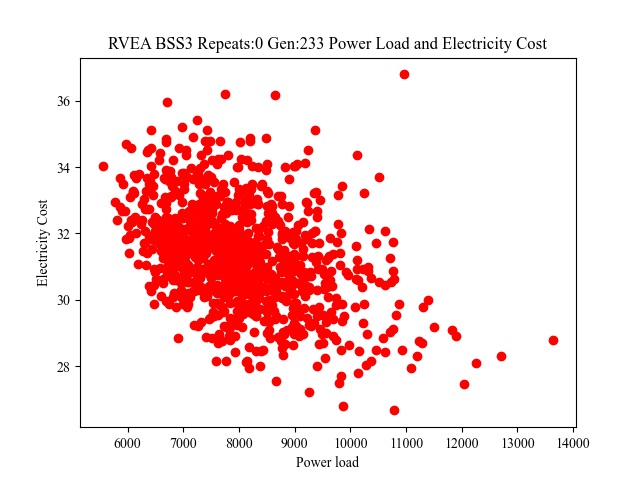 RVEA BSS3 Repeats:0 Gen:233 Power Load and Electricity Cost
36
34
32
30
28
Electricity Cost
6000 7000 8000 9000 10000 11000 12000 13000 14000
Power load